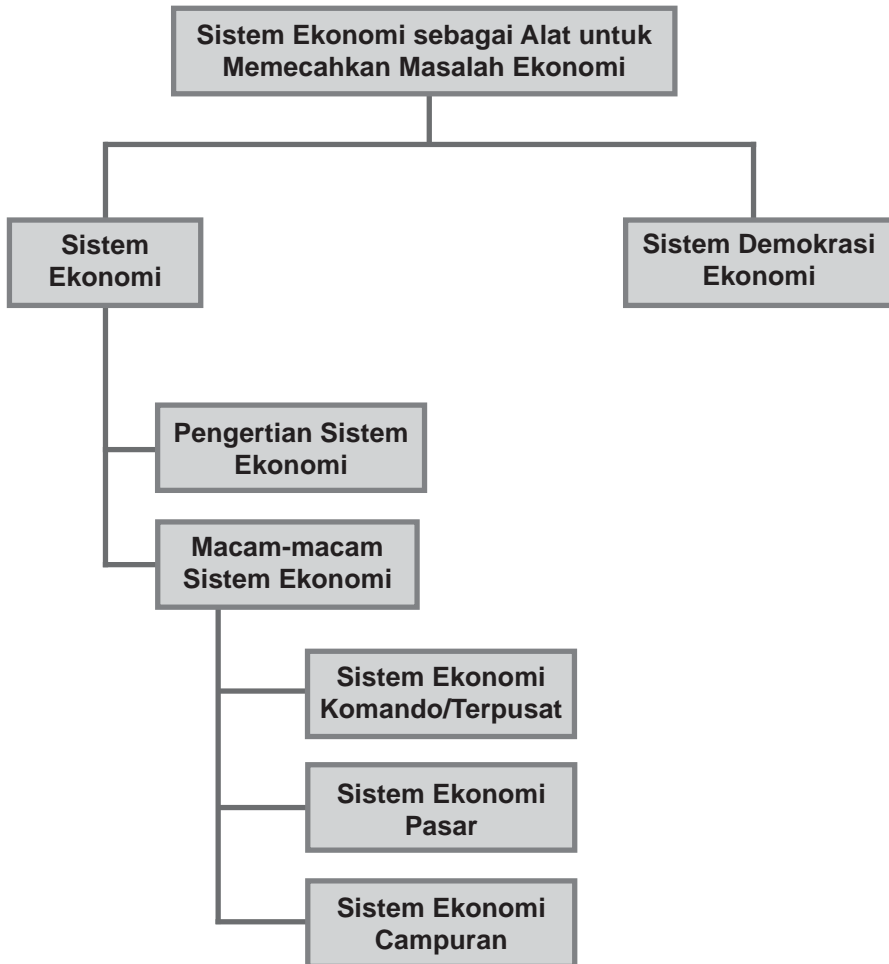 Sistem Ekonomi sebagai Alat untuk
Memecahkan Masalah Ekonomi
Sistem
Ekonomi
Sistem Demokrasi
Ekonomi
Pengertian Sistem
Ekonomi
Macam-macam
Sistem Ekonomi
Sistem Ekonomi
Komando/Terpusat
Sistem Ekonomi
Pasar
Sistem Ekonomi
Campuran